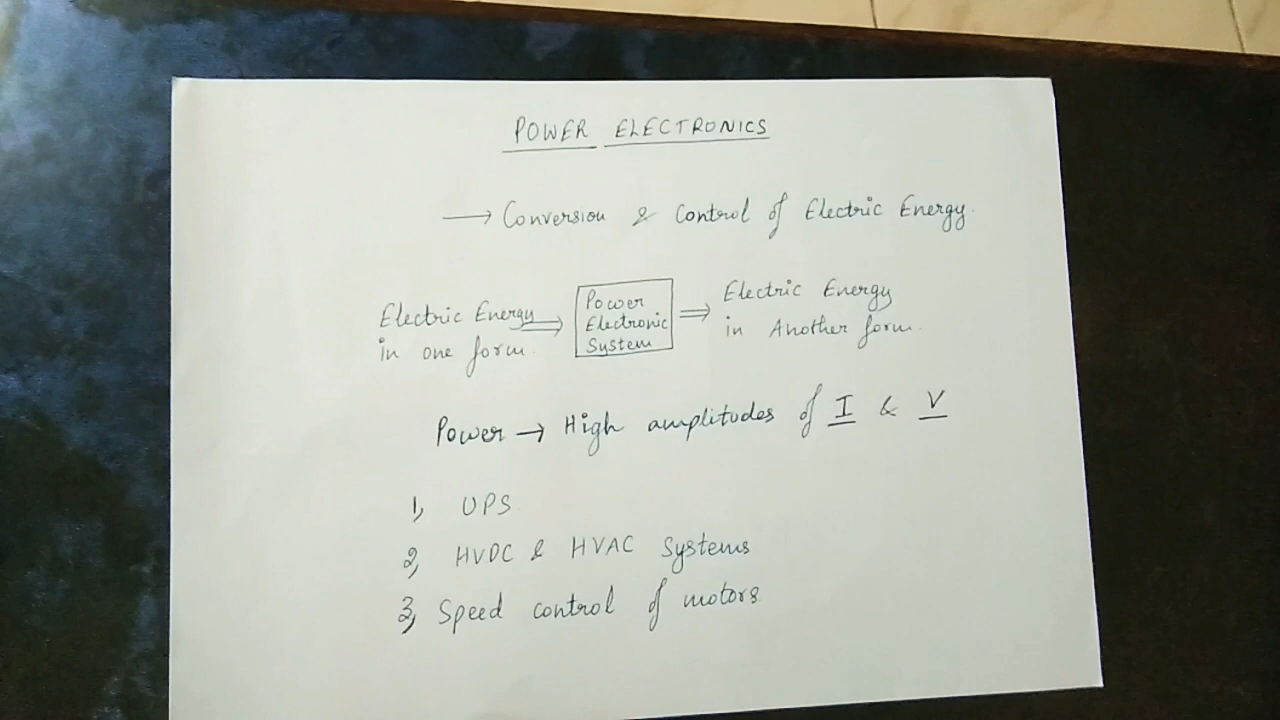 POWER ELECTRONICS
→ Conversion & Control of Electric Energy.
Electric Energy in one form. ⇒
Power Electronic System ⇒
Electric Energy in Another form.
Power → High amplitudes of I & V
1, UPS
2, HVDC & HVAC Systems
3, Speed control of motors